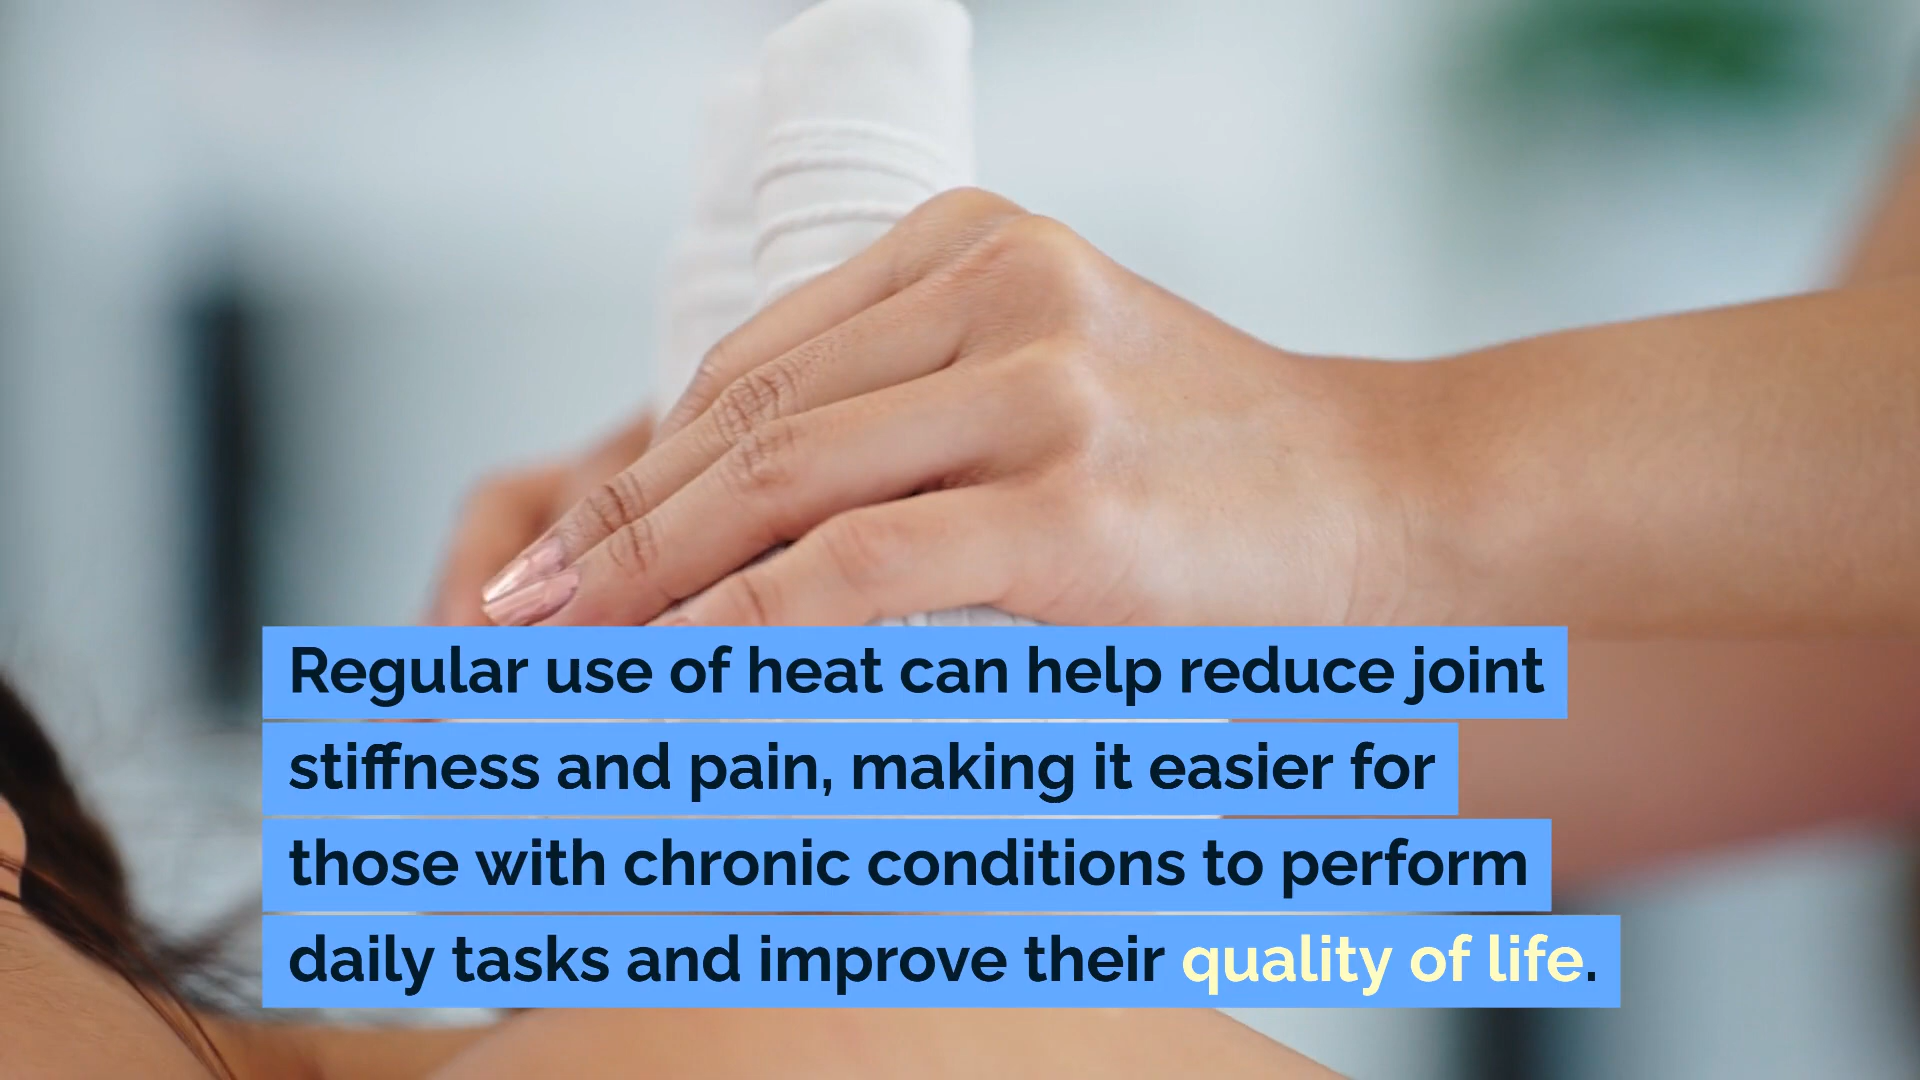 Regular use of heat can help reduce joint
stiffness and pain, making it easier for
those with chronic conditions to perform
daily tasks and improve their quality of life.